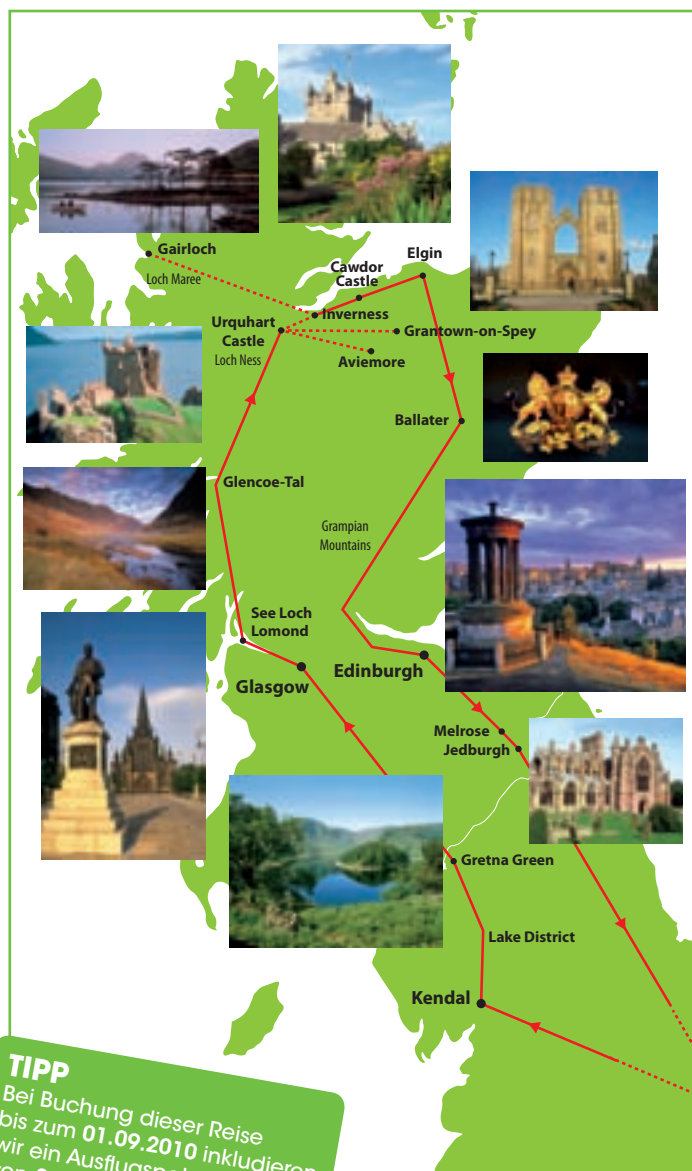 Gairloch
Loch Maree
Elgin
Cawdor
Castle
Inverness
Urquhart
Castle
Loch Ness
Grantown-on-Spey
Aviemore
Ballater
Glencoe-Tal
Grampian
Mountains
See Loch
Lomond
Edinburgh
Glasgow
Melrose
Jedburgh
Gretna Green
Lake District
Kendal
TIPP
Bei Buchung dieser Reise
bis zum 01.09.2010 inkludieren
wir ein